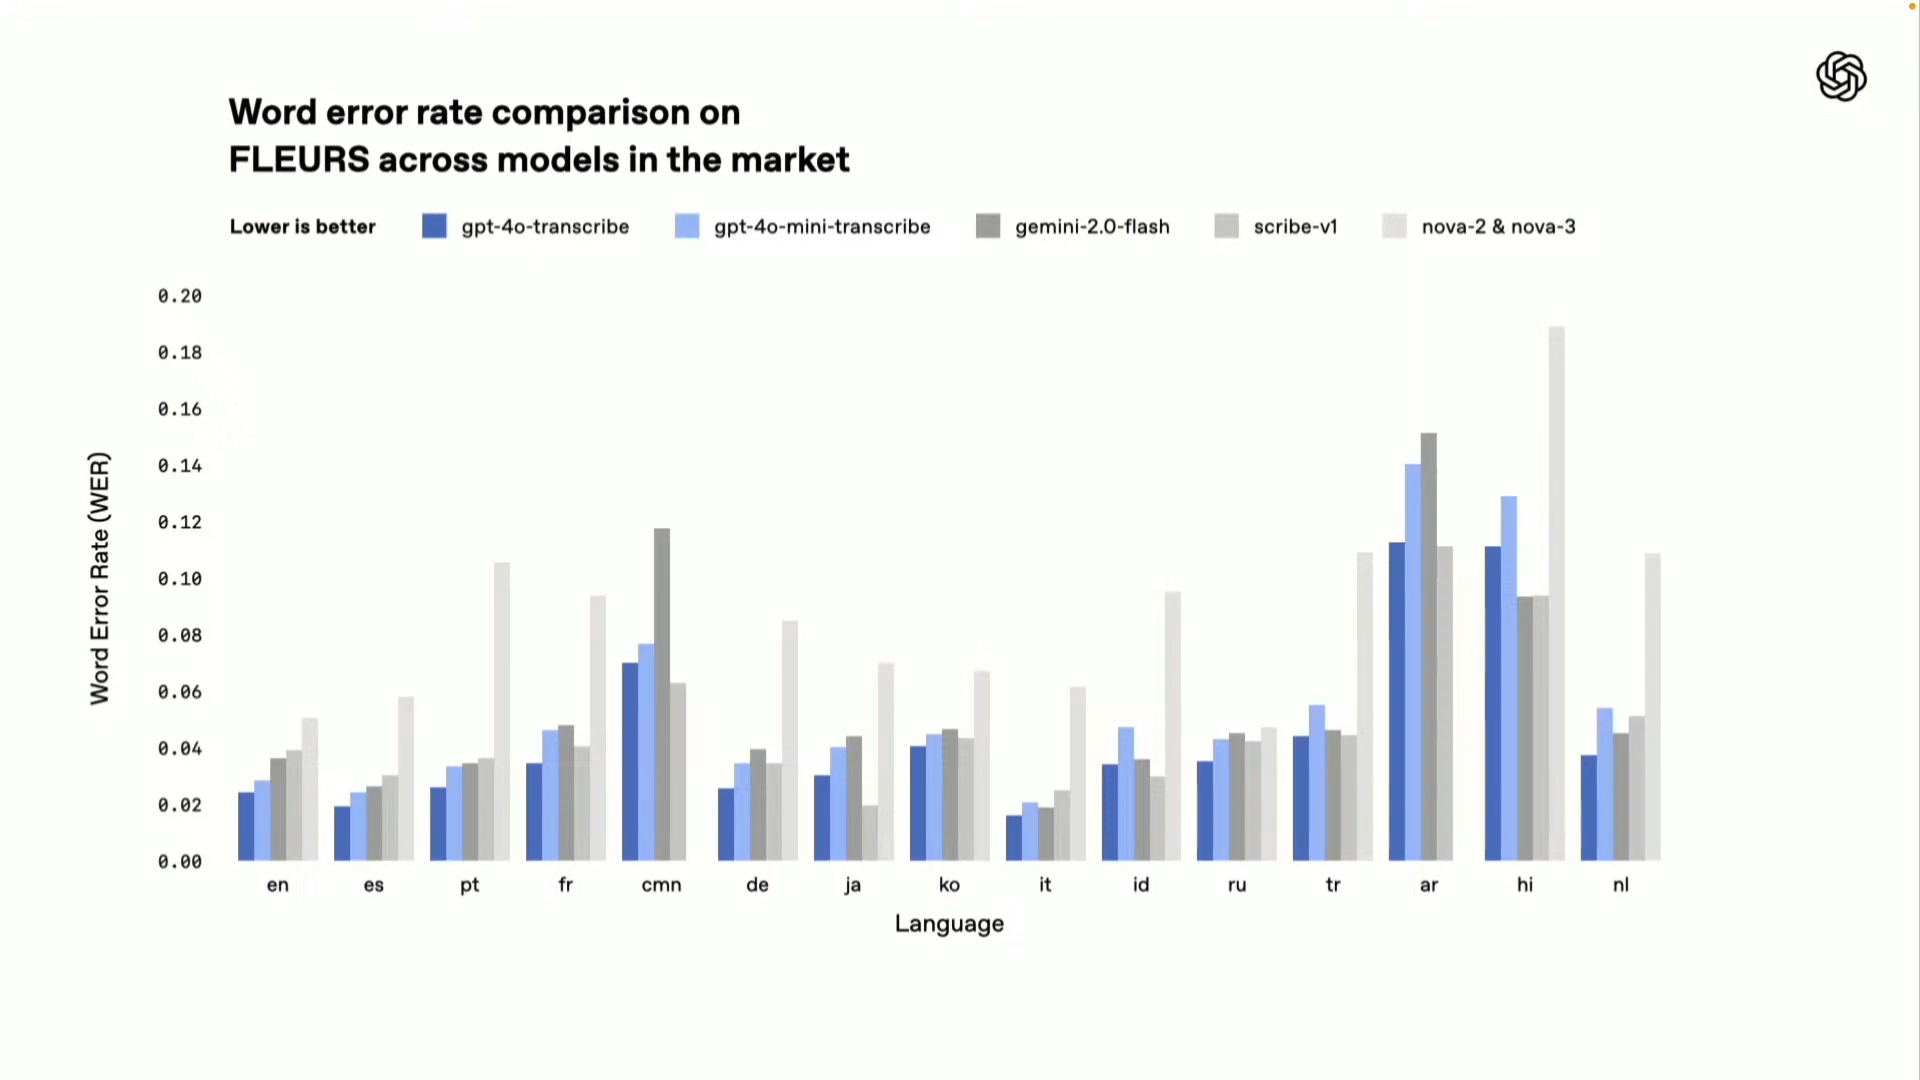 Word error rate comparison on
FLEURS across models in the market
Lower is better gpt-4o-transcribe gpt-4o-mini-transcribe gemini-2.0-flash scribe-v1 nova-2 & nova-3
0.20
0.18
0.16
0.14
0.12
0.10
0.08
0.06
0.04
0.02
0.00
Word Error Rate (WER)
en es pt fr cmn de ja ko it id ru tr ar hi nl
Language